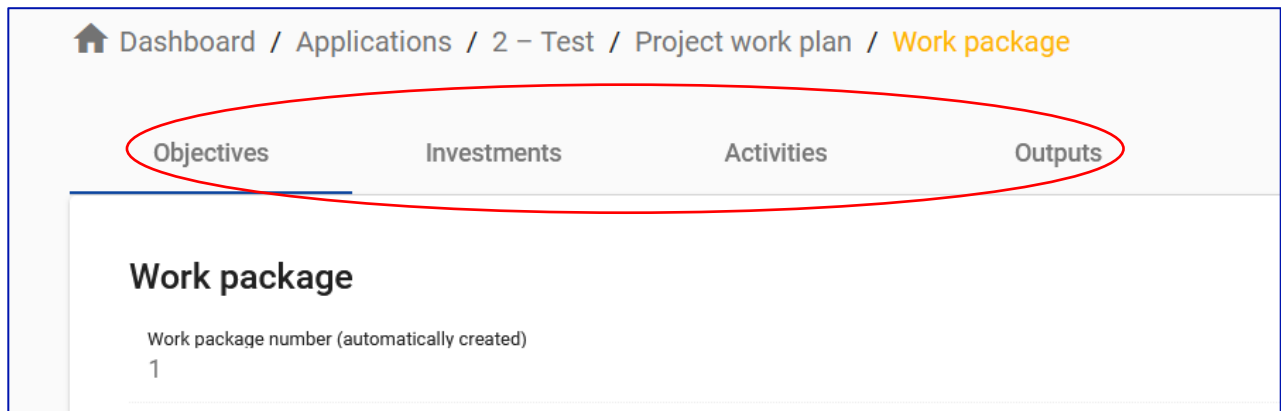 Dashboard / Applications / 2 – Test / Project work plan / Work package
Objectives Investments Activities Outputs
Work package
Work package number (automatically created)
1